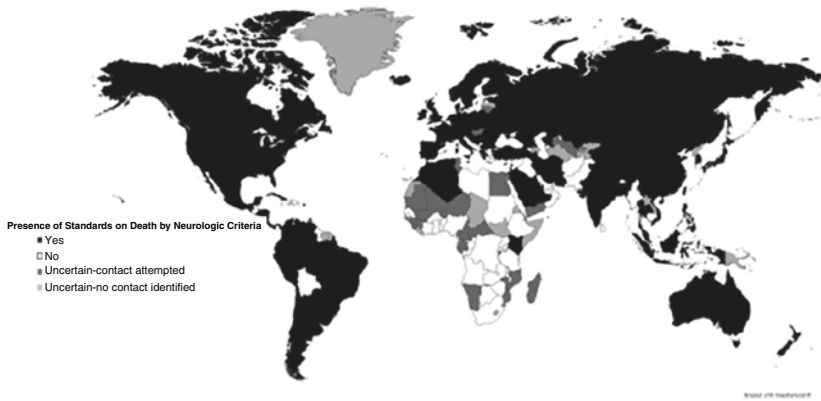 Presence of Standards on Death by Neurologic Criteria
Yes
No
Uncertain-contact attempted
Uncertain-no contact identified